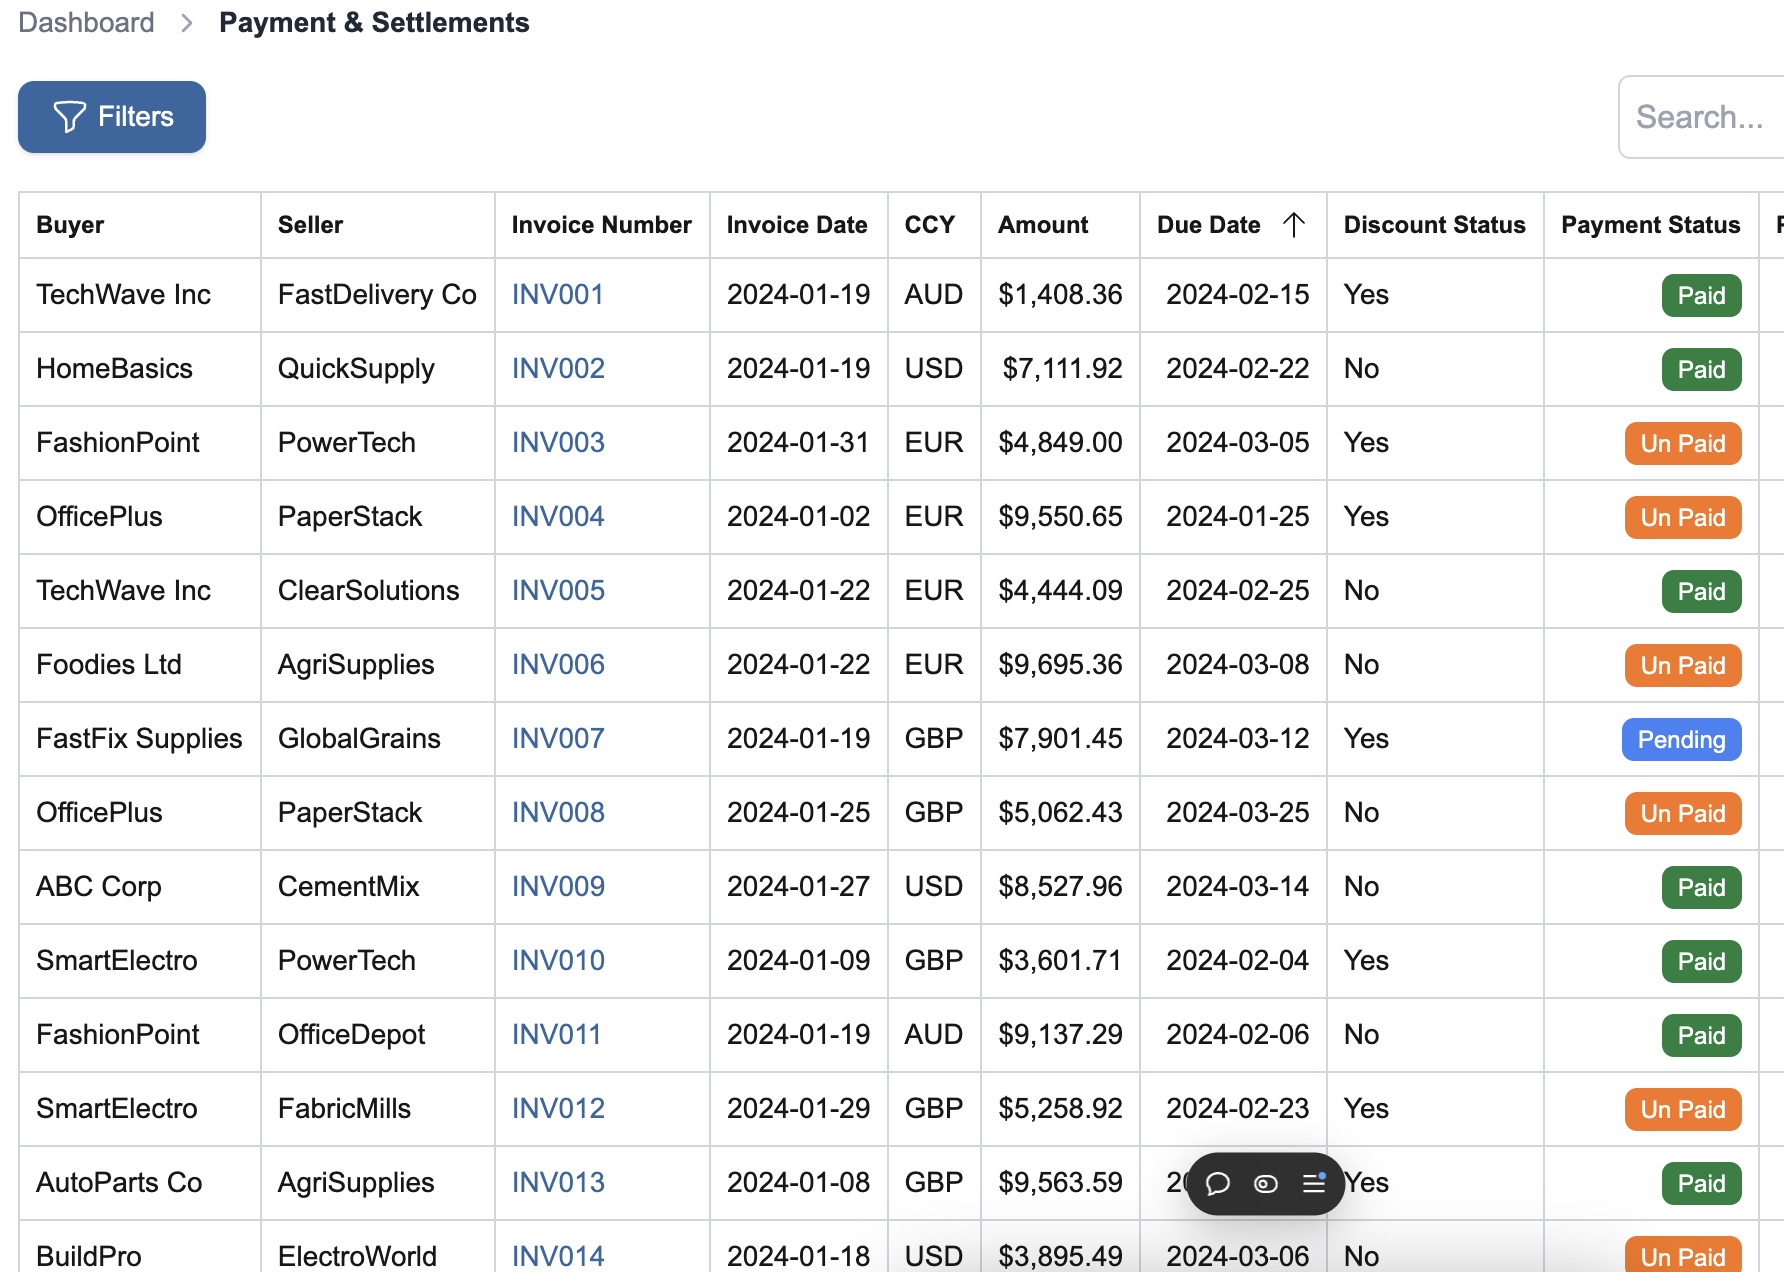 Dashboard > Payment & Settlements
Filters
Search...
Buyer Seller Invoice Number Invoice Date CCY Amount Due Date ↑ Discount Status Payment Status
TechWave Inc FastDelivery Co INV001 2024-01-19 AUD $1,408.36 2024-02-15 Yes Paid
HomeBasics QuickSupply INV002 2024-01-19 USD $7,111.92 2024-02-22 No Paid
FashionPoint PowerTech INV003 2024-01-31 EUR $4,849.00 2024-03-05 Yes Un Paid
OfficePlus PaperStack INV004 2024-01-02 EUR $9,550.65 2024-01-25 Yes Un Paid
TechWave Inc ClearSolutions INV005 2024-01-22 EUR $4,444.09 2024-02-25 No Paid
Foodies Ltd AgriSupplies INV006 2024-01-22 EUR $9,695.36 2024-03-08 No Un Paid
FastFix Supplies GlobalGrains INV007 2024-01-19 GBP $7,901.45 2024-03-12 Yes Pending
OfficePlus PaperStack INV008 2024-01-25 GBP $5,062.43 2024-03-25 No Un Paid
ABC Corp CementMix INV009 2024-01-27 USD $8,527.96 2024-03-14 No Paid
SmartElectro PowerTech INV010 2024-01-09 GBP $3,601.71 2024-02-04 Yes Paid
FashionPoint OfficeDepot INV011 2024-01-19 AUD $9,137.29 2024-02-06 No Paid
SmartElectro FabricMills INV012 2024-01-29 GBP $5,258.92 2024-02-23 Yes Un Paid
AutoParts Co AgriSupplies INV013 2024-01-08 GBP $9,563.59 Yes Paid
BuildPro ElectroWorld INV014 2024-01-18 USD $3,895.49 2024-03-06 No Un Paid